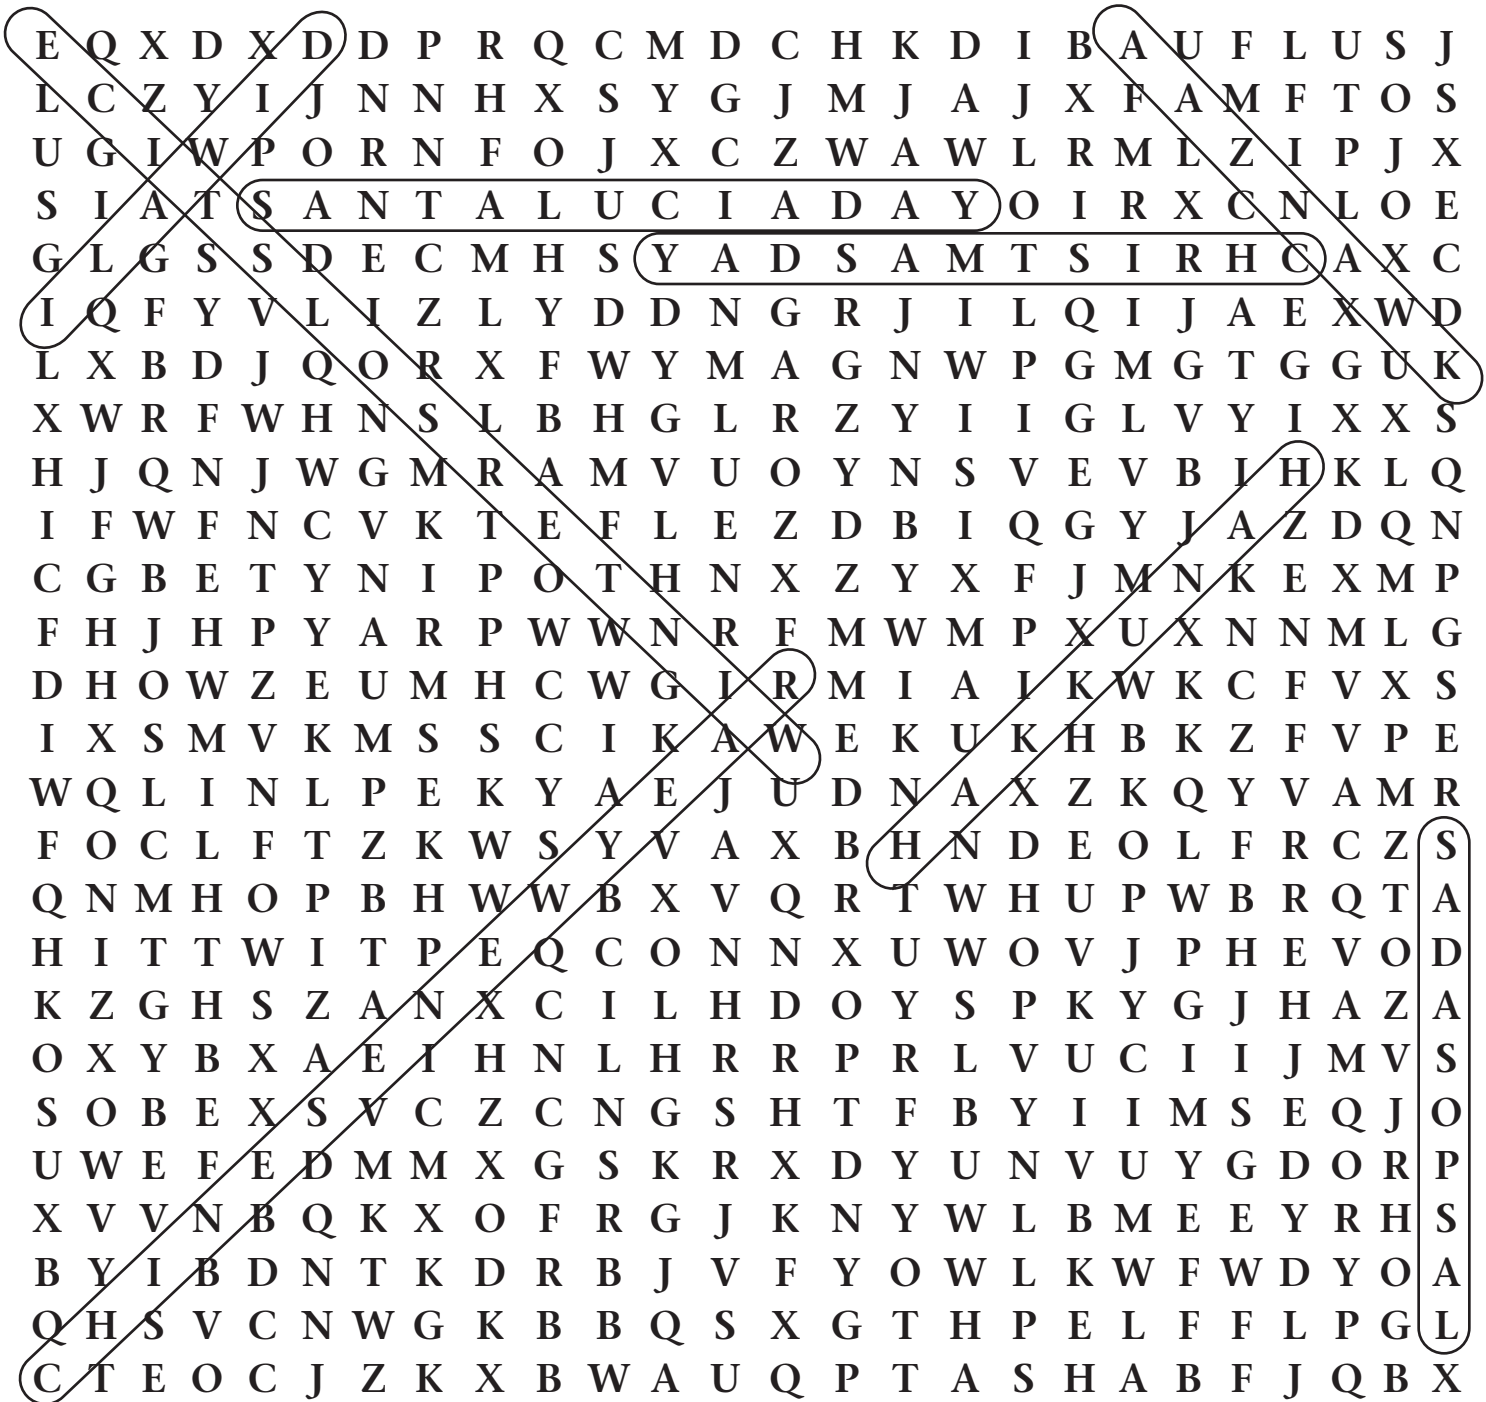 E Q X D X D D P R Q C M D C H K D I B A U F L U S J
L C Z Y I J N N H X S Y G J M J A J X F A M F T O S
U G I W P O R N F O J X C Z W A W L R M L Z I P J X
S I A T S A N T A L U C I A D A Y O I R X C N L O E
G L G S S D E C M H S Y A D S A M T S I R H C A X C
I Q F Y V L I Z L Y D D N G R J I L Q I J A E X W D
L X B D J Q O R X F W Y M A G N W P G M G T G G U K
X W R F W H N S L B H G L R Z Y I I G L V Y I X X S
H J Q N J W G M R A M V U O Y N S V E V B I H K L Q
I F W F N C V K T E F L E Z D B I Q G Y J A Z D Q N
C G B E T Y N I P O T H N X Z Y X F J M N K E X M P
F H J H P Y A R P W W N R F M W M P X U X N N M L G
D H O W Z E U M H C W G I R M I A I K W K C F V X S
I X S M V K M S S C I K A W E K U K H B K Z F V P E
W Q L I N L P E K Y A E J U D N A X Z K Q Y V A M R
F O C L F T Z K W S Y V A X B H N D E O L F R C Z S
Q N M H O P B H W W B X V Q R T W H U P W B R Q T A
H I T T W I T P E Q C O N N X U W O V J P H E V O D
K Z G H S Z A N X C I L H D O Y S P K Y G J H A Z A
O X Y B X A E I H N L H R R P R L V U C I I J M V S
S O B E X S V C Z C N G S H T F B Y I I M S E Q J O
U W E F E D M M X G S K R X D Y U N V U Y G D O R P
X V V N B Q K X O F R G J K N Y W L B M E E Y R H S
B Y I B D N T K D R B J V F Y O W L K W F W D Y O A
Q H S V C N W G K B B Q S X G T H P E L F F L P G L
C T E O C J Z K X B W A U Q P T A S H A B F J Q B X